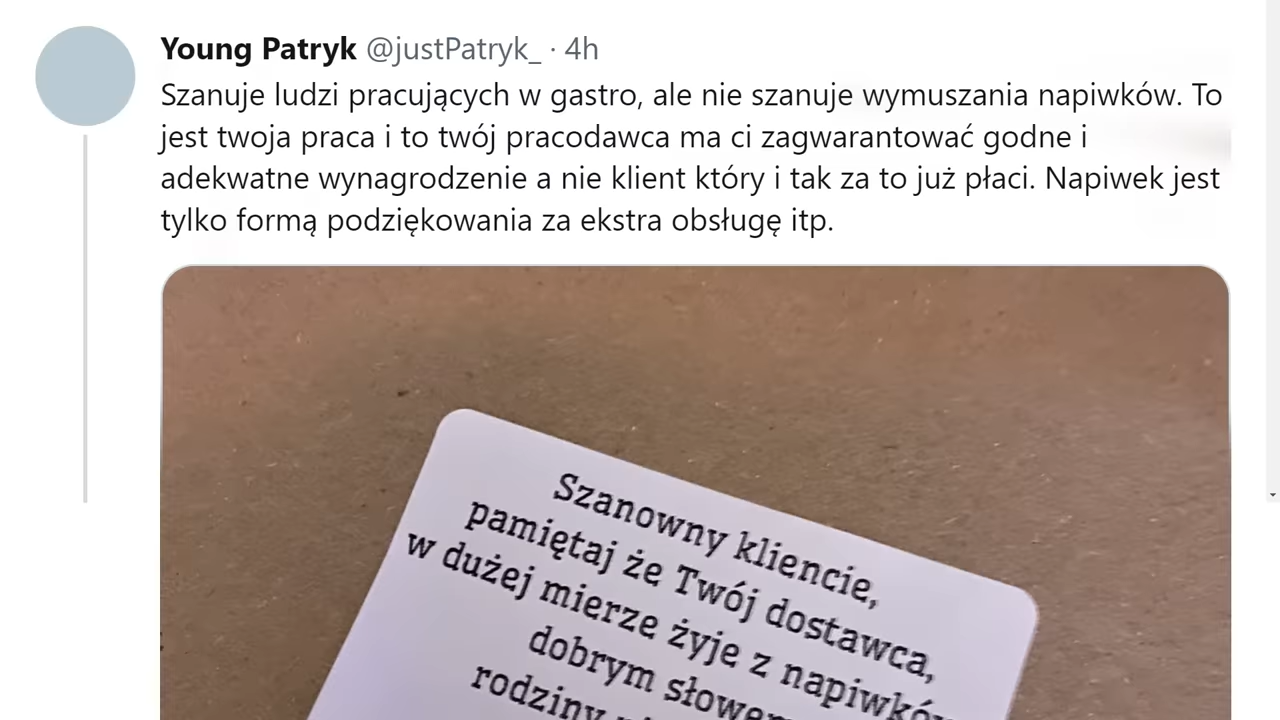 Young Patryk @justPatryk_ · 4h
Szanuje ludzi pracujących w gastro, ale nie szanuje wymuszania napiwków. To
jest twoja praca i to twój pracodawca ma ci zagwarantować godne i
adekwatne wynagrodzenie a nie klient który i tak za to już płaci. Napiwek jest
tylko formą podziękowania za ekstra obsługę itp.
Szanowny kliencie,
pamiętaj że Twój dostawca,
w dużej mierze żyje z
dobrym
rodziny